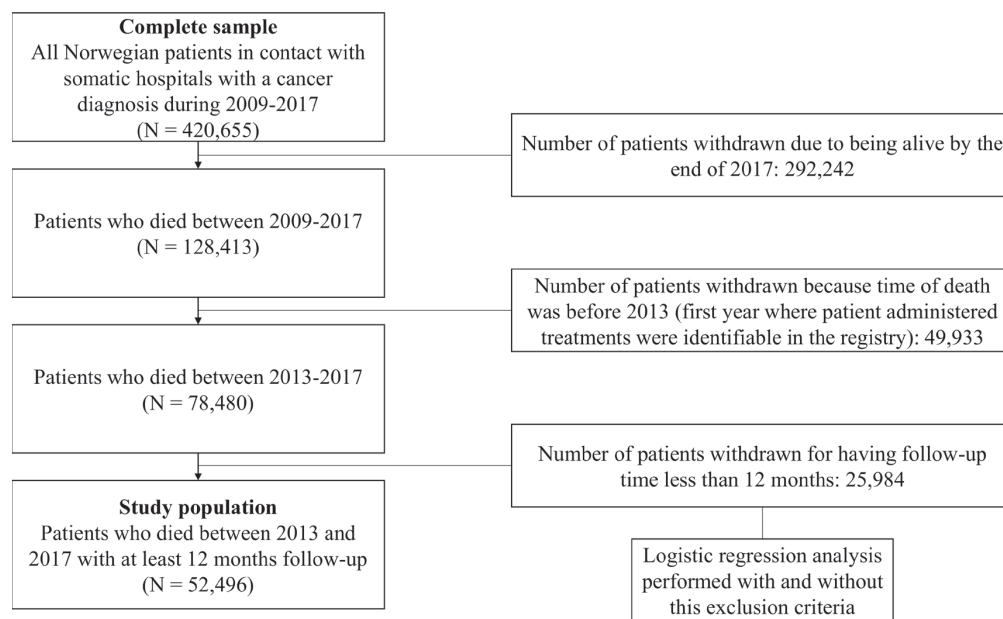 Complete sample
All Norwegian patients in contact with
somatic hospitals with a cancer
diagnosis during 2009-2017
(N = 420,655)
Number of patients withdrawn due to being alive by the
end of 2017: 292,242
Patients who died between 2009-2017
(N = 128,413)
Number of patients withdrawn because time of death
was before 2013 (first year where patient administered
treatments were identifiable in the registry): 49,933
Patients who died between 2013-2017
(N = 78,480)
Number of patients withdrawn for having follow-up
time less than 12 months: 25,984
Study population
Patients who died between 2013 and
2017 with at least 12 months follow-up
(N = 52,496)
Logistic regression analysis
performed with and without
this exclusion criteria